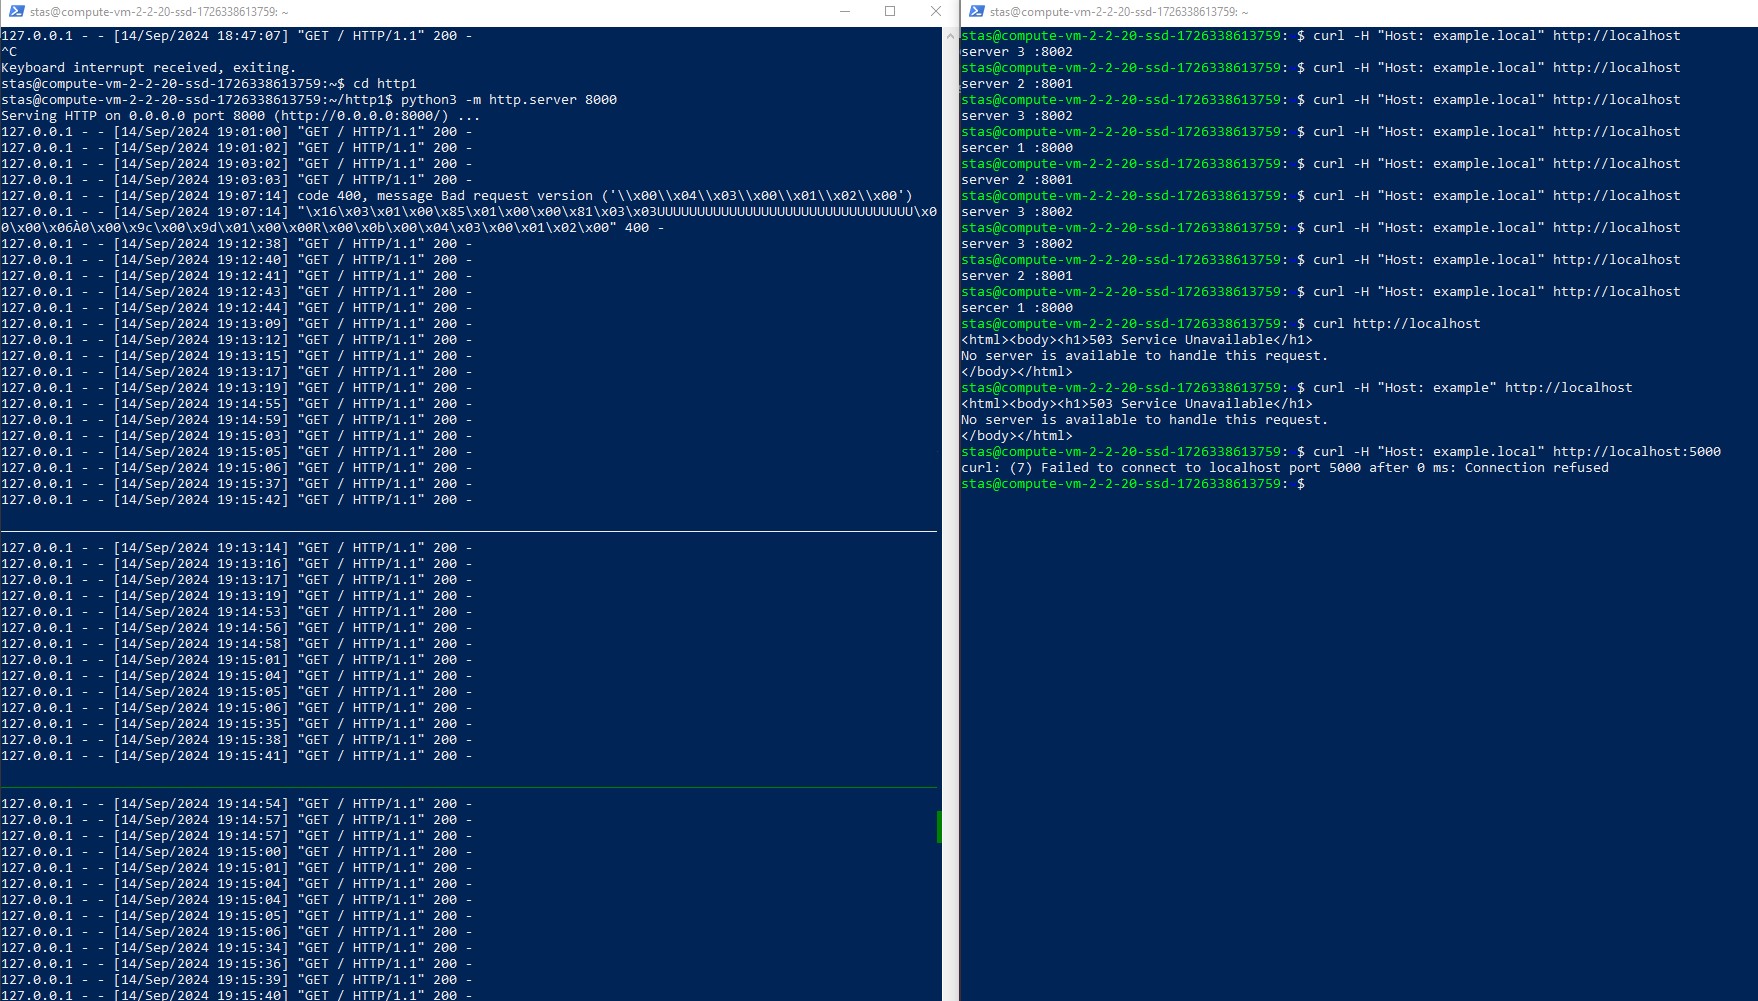 stas@compute-vm-2-2-20-ssd-1726338613759: ~
127.0.0.1 - - [14/Sep/2024 18:47:07] "GET / HTTP/1.1" 200 -
^C
Keyboard interrupt received, exiting.
stas@compute-vm-2-2-20-ssd-1726338613759:~$ cd http1
stas@compute-vm-2-2-20-ssd-1726338613759:~/http1$ python3 -m http.server 8000
Serving HTTP on 0.0.0.0 port 8000 (http://0.0.0.0:8000/) ...
127.0.0.1 - - [14/Sep/2024 19:01:00] "GET / HTTP/1.1" 200 -
127.0.0.1 - - [14/Sep/2024 19:01:02] "GET / HTTP/1.1" 200 -
127.0.0.1 - - [14/Sep/2024 19:03:02] "GET / HTTP/1.1" 200 -
127.0.0.1 - - [14/Sep/2024 19:03:03] "GET / HTTP/1.1" 200 -
127.0.0.1 - - [14/Sep/2024 19:07:14] code 400, message Bad request version ('\\x00\\x04\\x03\\x00\\x01\\x02\\x00')
127.0.0.1 - - [14/Sep/2024 19:07:14] "\x16\x03\x01\x00\x85\x01\x00\x00\x81\x03\x03UUUUUUUUUUUUUUUUUUUUUUUUUUUUUUUU\x0
0\x00\x06À0\x00\x9c\x00\x9d\x01\x00\x00R\x00\x0b\x00\x04\x03\x00\x01\x02\x00" 400 -
127.0.0.1 - - [14/Sep/2024 19:12:38] "GET / HTTP/1.1" 200 -
127.0.0.1 - - [14/Sep/2024 19:12:40] "GET / HTTP/1.1" 200 -
127.0.0.1 - - [14/Sep/2024 19:12:41] "GET / HTTP/1.1" 200 -
127.0.0.1 - - [14/Sep/2024 19:12:43] "GET / HTTP/1.1" 200 -
127.0.0.1 - - [14/Sep/2024 19:12:44] "GET / HTTP/1.1" 200 -
127.0.0.1 - - [14/Sep/2024 19:13:09] "GET / HTTP/1.1" 200 -
127.0.0.1 - - [14/Sep/2024 19:13:12] "GET / HTTP/1.1" 200 -
127.0.0.1 - - [14/Sep/2024 19:13:15] "GET / HTTP/1.1" 200 -
127.0.0.1 - - [14/Sep/2024 19:13:17] "GET / HTTP/1.1" 200 -
127.0.0.1 - - [14/Sep/2024 19:13:19] "GET / HTTP/1.1" 200 -
127.0.0.1 - - [14/Sep/2024 19:14:55] "GET / HTTP/1.1" 200 -
127.0.0.1 - - [14/Sep/2024 19:14:59] "GET / HTTP/1.1" 200 -
127.0.0.1 - - [14/Sep/2024 19:15:03] "GET / HTTP/1.1" 200 -
127.0.0.1 - - [14/Sep/2024 19:15:05] "GET / HTTP/1.1" 200 -
127.0.0.1 - - [14/Sep/2024 19:15:06] "GET / HTTP/1.1" 200 -
127.0.0.1 - - [14/Sep/2024 19:15:37] "GET / HTTP/1.1" 200 -
127.0.0.1 - - [14/Sep/2024 19:15:42] "GET / HTTP/1.1" 200 -
127.0.0.1 - - [14/Sep/2024 19:13:14] "GET / HTTP/1.1" 200 -
127.0.0.1 - - [14/Sep/2024 19:13:16] "GET / HTTP/1.1" 200 -
127.0.0.1 - - [14/Sep/2024 19:13:17] "GET / HTTP/1.1" 200 -
127.0.0.1 - - [14/Sep/2024 19:13:19] "GET / HTTP/1.1" 200 -
127.0.0.1 - - [14/Sep/2024 19:14:53] "GET / HTTP/1.1" 200 -
127.0.0.1 - - [14/Sep/2024 19:14:56] "GET / HTTP/1.1" 200 -
127.0.0.1 - - [14/Sep/2024 19:14:58] "GET / HTTP/1.1" 200 -
127.0.0.1 - - [14/Sep/2024 19:15:01] "GET / HTTP/1.1" 200 -
127.0.0.1 - - [14/Sep/2024 19:15:04] "GET / HTTP/1.1" 200 -
127.0.0.1 - - [14/Sep/2024 19:15:05] "GET / HTTP/1.1" 200 -
127.0.0.1 - - [14/Sep/2024 19:15:06] "GET / HTTP/1.1" 200 -
127.0.0.1 - - [14/Sep/2024 19:15:35] "GET / HTTP/1.1" 200 -
127.0.0.1 - - [14/Sep/2024 19:15:38] "GET / HTTP/1.1" 200 -
127.0.0.1 - - [14/Sep/2024 19:15:41] "GET / HTTP/1.1" 200 -
127.0.0.1 - - [14/Sep/2024 19:14:54] "GET / HTTP/1.1" 200 -
127.0.0.1 - - [14/Sep/2024 19:14:57] "GET / HTTP/1.1" 200 -
127.0.0.1 - - [14/Sep/2024 19:14:57] "GET / HTTP/1.1" 200 -
127.0.0.1 - - [14/Sep/2024 19:15:00] "GET / HTTP/1.1" 200 -
127.0.0.1 - - [14/Sep/2024 19:15:01] "GET / HTTP/1.1" 200 -
127.0.0.1 - - [14/Sep/2024 19:15:04] "GET / HTTP/1.1" 200 -
127.0.0.1 - - [14/Sep/2024 19:15:04] "GET / HTTP/1.1" 200 -
127.0.0.1 - - [14/Sep/2024 19:15:05] "GET / HTTP/1.1" 200 -
127.0.0.1 - - [14/Sep/2024 19:15:06] "GET / HTTP/1.1" 200 -
127.0.0.1 - - [14/Sep/2024 19:15:34] "GET / HTTP/1.1" 200 -
127.0.0.1 - - [14/Sep/2024 19:15:36] "GET / HTTP/1.1" 200 -
127.0.0.1 - - [14/Sep/2024 19:15:39] "GET / HTTP/1.1" 200 -
127.0.0.1 - - [14/Sep/2024 19:15:40] "GET / HTTP/1.1" 200 -
stas@compute-vm-2-2-20-ssd-1726338613759: ~
stas@compute-vm-2-2-20-ssd-1726338613759: $ curl -H "Host: example.local" http://localhost
server 3 :8002
stas@compute-vm-2-2-20-ssd-1726338613759: $ curl -H "Host: example.local" http://localhost
server 2 :8001
stas@compute-vm-2-2-20-ssd-1726338613759: $ curl -H "Host: example.local" http://localhost
server 3 :8002
stas@compute-vm-2-2-20-ssd-1726338613759: $ curl -H "Host: example.local" http://localhost
sercer 1 :8000
stas@compute-vm-2-2-20-ssd-1726338613759: $ curl -H "Host: example.local" http://localhost
server 2 :8001
stas@compute-vm-2-2-20-ssd-1726338613759: $ curl -H "Host: example.local" http://localhost
server 3 :8002
stas@compute-vm-2-2-20-ssd-1726338613759: $ curl -H "Host: example.local" http://localhost
server 3 :8002
stas@compute-vm-2-2-20-ssd-1726338613759: $ curl -H "Host: example.local" http://localhost
server 2 :8001
stas@compute-vm-2-2-20-ssd-1726338613759: $ curl -H "Host: example.local" http://localhost
sercer 1 :8000
stas@compute-vm-2-2-20-ssd-1726338613759: $ curl http://localhost
<html><body><h1>503 Service Unavailable</h1>
No server is available to handle this request.
</body></html>
stas@compute-vm-2-2-20-ssd-1726338613759: $ curl -H "Host: example" http://localhost
<html><body><h1>503 Service Unavailable</h1>
No server is available to handle this request.
</body></html>
stas@compute-vm-2-2-20-ssd-1726338613759: $ curl -H "Host: example.local" http://localhost:5000
curl: (7) Failed to connect to localhost port 5000 after 0 ms: Connection refused
stas@compute-vm-2-2-20-ssd-1726338613759: $